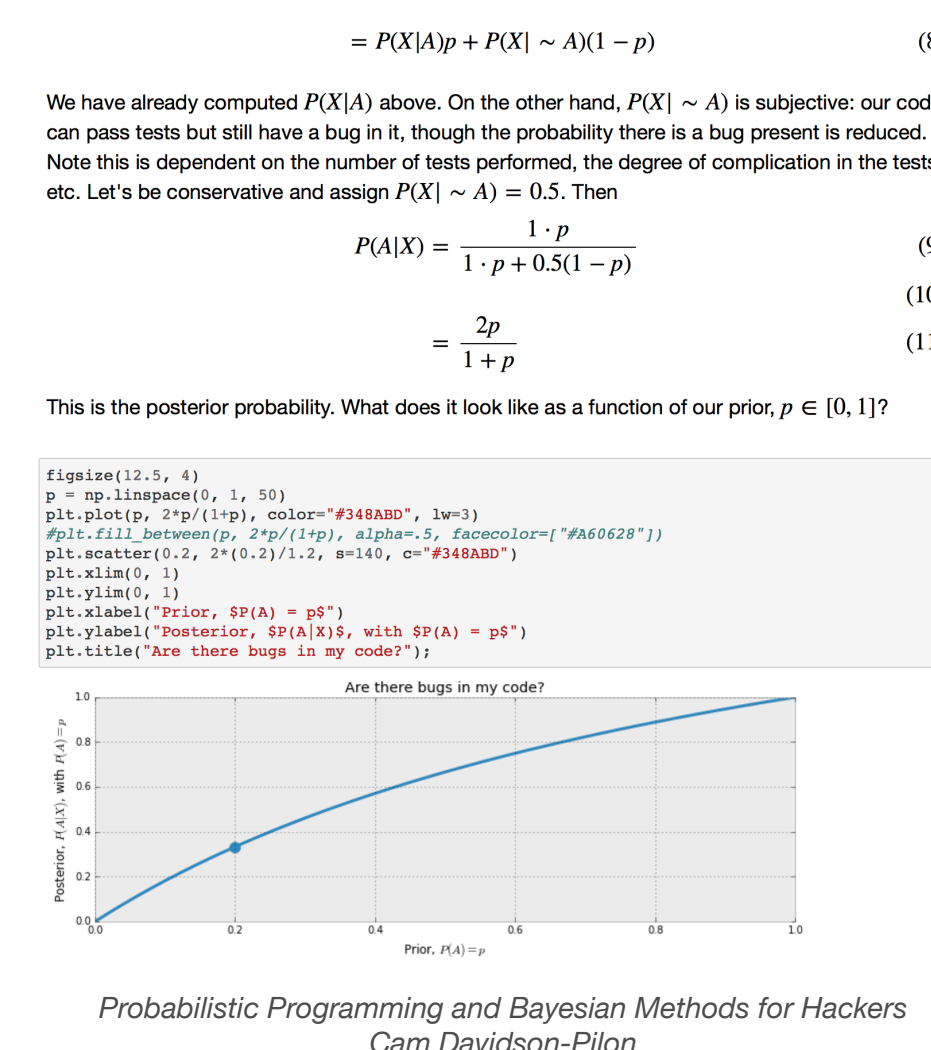 = P(X|A)p + P(X| ∼ A)(1 − p) (8
We have already computed P(X|A) above. On the other hand, P(X| ∼ A) is subjective: our cod
can pass tests but still have a bug in it, though the probability there is a bug present is reduced.
Note this is dependent on the number of tests performed, the degree of complication in the tests
etc. Let's be conservative and assign P(X| ∼ A) = 0.5. Then
P(A|X) = 1 · p / 1 · p + 0.5(1 − p) (9
(10
= 2p / 1 + p (11
This is the posterior probability. What does it look like as a function of our prior, p ∈ [0, 1]?
figsize(12.5, 4)
p = np.linspace(0, 1, 50)
plt.plot(p, 2*p/(1+p), color="#348ABD", lw=3)
#plt.fill_between(p, 2*p/(1+p), alpha=.5, facecolor=["#A60628"])
plt.scatter(0.2, 2*(0.2)/1.2, s=140, c="#348ABD")
plt.xlim(0, 1)
plt.ylim(0, 1)
plt.xlabel("Prior, $P(A) = p$")
plt.ylabel("Posterior, $P(A|X)$, with $P(A) = p$")
plt.title("Are there bugs in my code?");
Are there bugs in my code?
1.0
0.8
0.6
0.4
0.2
0.0
Posterior, P(A|X), with P(A) = p
0.0 0.2 0.4 0.6 0.8 1.0
Prior, P(A) = p
Probabilistic Programming and Bayesian Methods for Hackers
Cam Davidson-Pilon